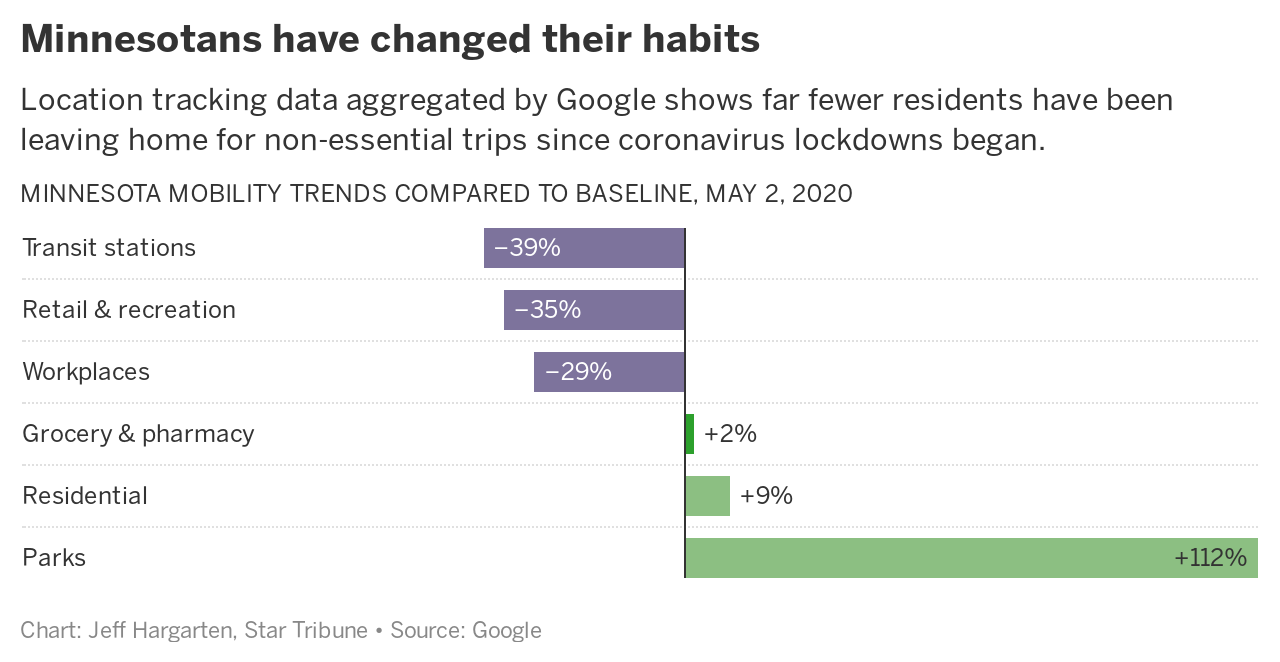 Minnesotans have changed their habits
Location tracking data aggregated by Google shows far fewer residents have been
leaving home for non-essential trips since coronavirus lockdowns began.
MINNESOTA MOBILITY TRENDS COMPARED TO BASELINE, MAY 2, 2020
Transit stations −39%
Retail & recreation −35%
Workplaces −29%
Grocery & pharmacy +2%
Residential +9%
Parks +112%
Chart: Jeff Hargarten, Star Tribune • Source: Google